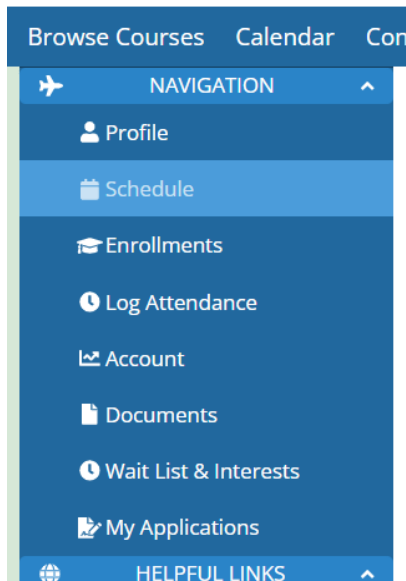 Browse Courses Calendar
NAVIGATION
Profile
Schedule
Enrollments
Log Attendance
Account
Documents
Wait List & Interests
My Applications
HELPFUL LINKS